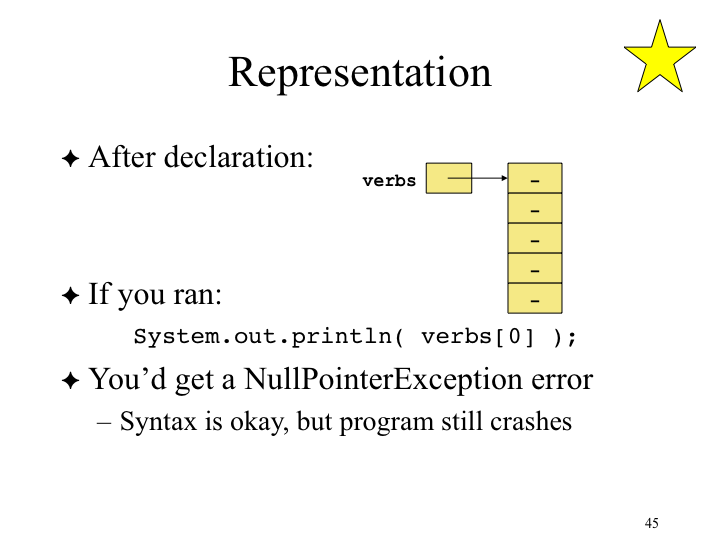 Representation
✦ After declaration:
verbs
-
-
-
-
-
✦ If you ran:
System.out.println( verbs[0] );
✦ You’d get a NullPointerException error
– Syntax is okay, but program still crashes
45